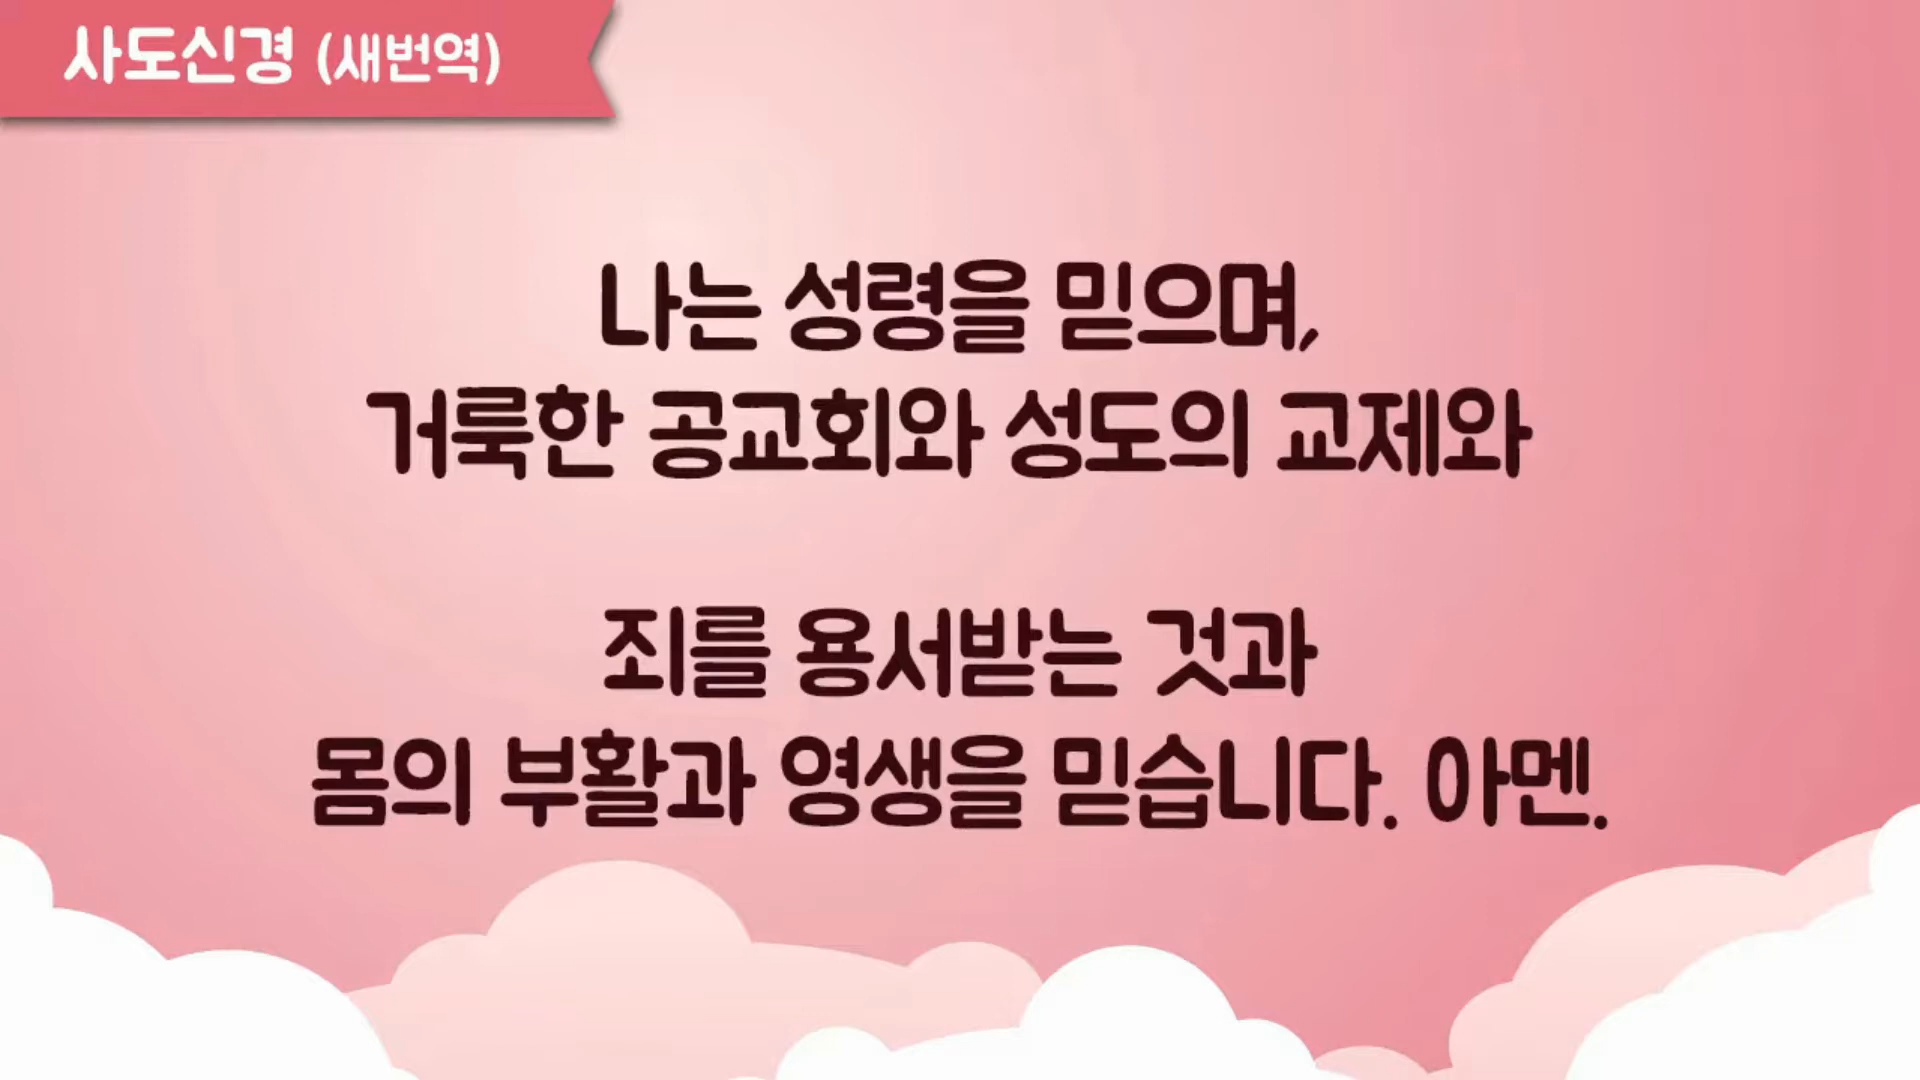 사도신경 (새번역)
나는 성령을 믿으며,
거룩한 공교회와 성도의 교제와
죄를 용서받는 것과
몸의 부활과 영생을 믿습니다. 아멘.